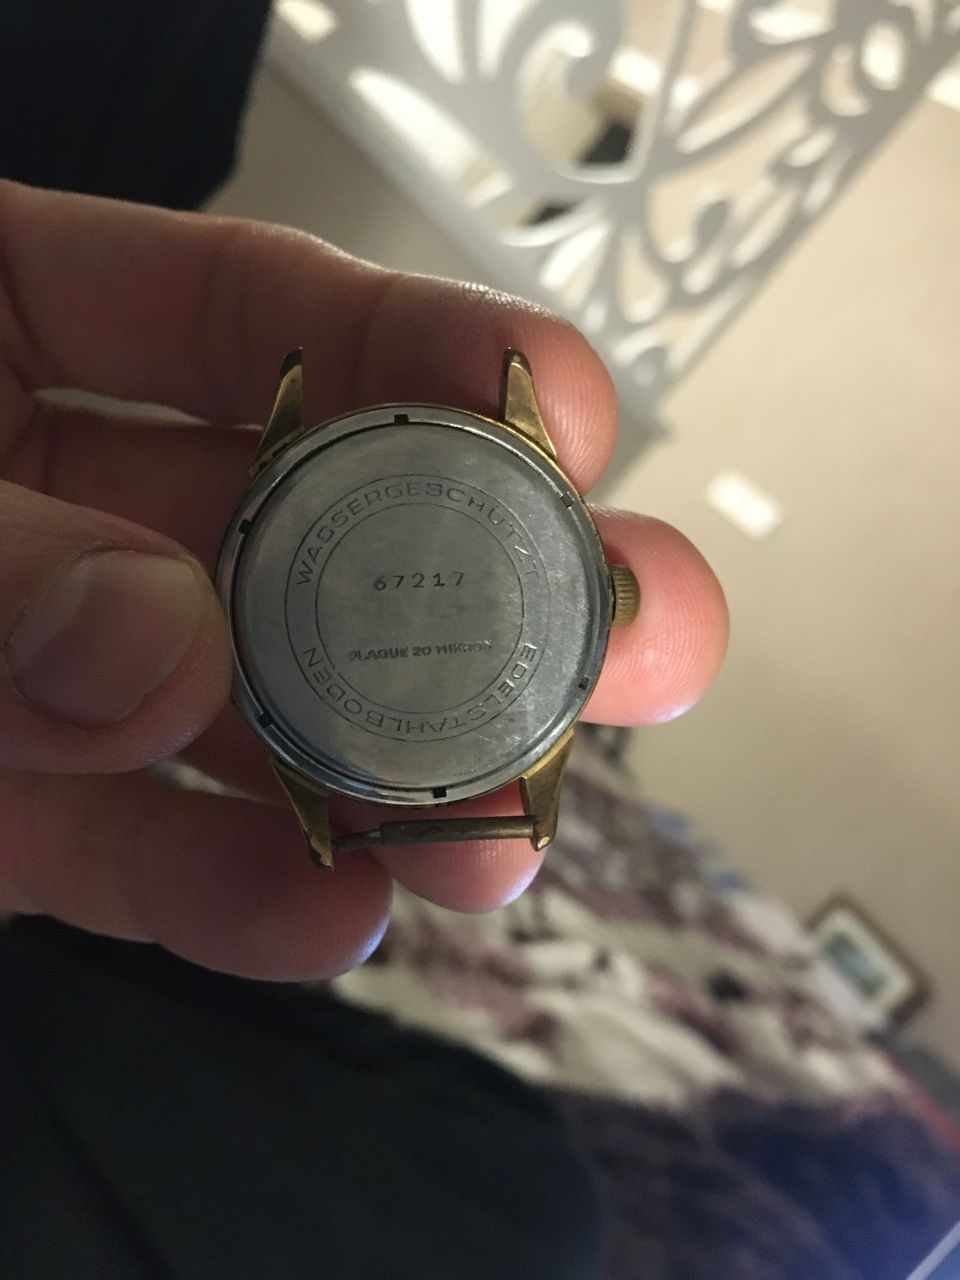 WASSERGESCHÜTZT
67217
PLAQUE 20 MIKRON
EDELSTAHLBODEN